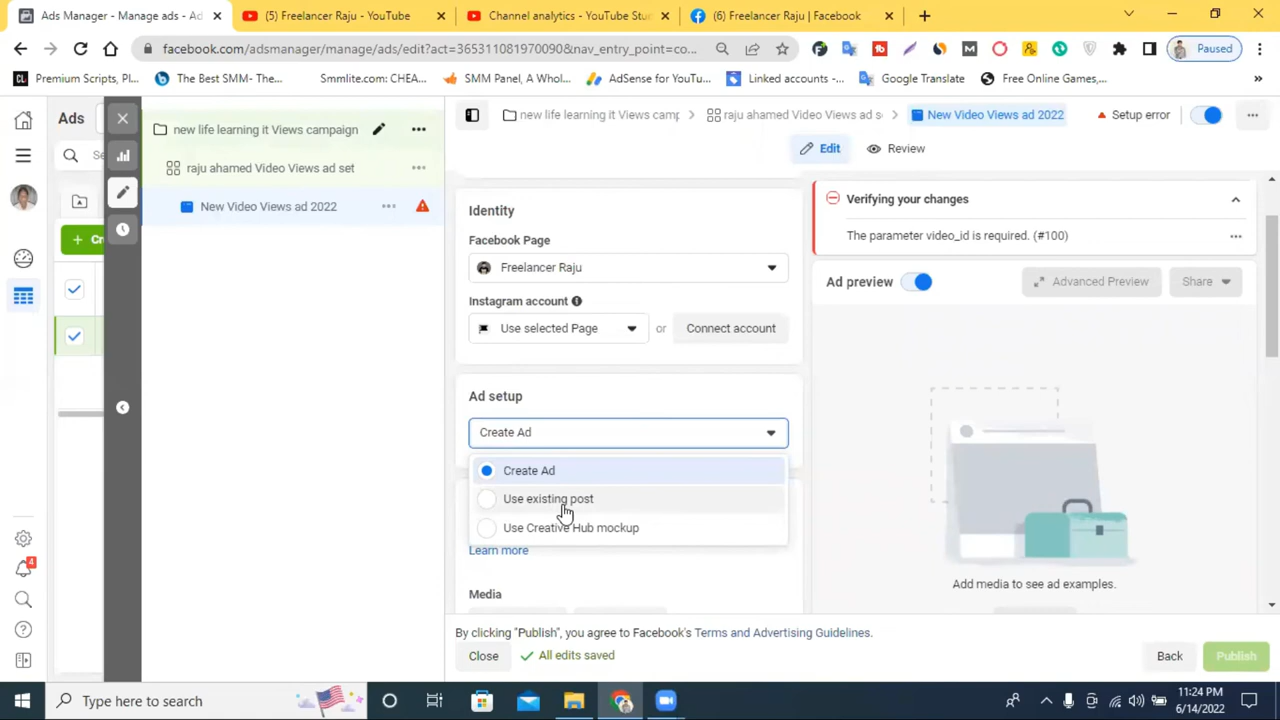 Ads Manager - Manage ads - Ad
(5) Freelancer Raju - YouTube
Channel analytics - YouTube Stu
(6) Freelancer Raju | Facebook
facebook.com/adsmanager/manage/ads/edit?act=365311081970090&nav_entry_point=co...
Paused
Premium Scripts, Pl...
The Best SMM- The...
Smmlite.com: CHEA...
SMM Panel, A Whol...
AdSense for YouTu...
Linked accounts -...
Google Translate
Free Online Games,...
Ads
new life learning it Views campaign
new life learning it Views camp
raju ahamed Video Views ad s
New Video Views ad 2022
Setup error
Edit
Review
raju ahamed Video Views ad set
New Video Views ad 2022
Identity
Facebook Page
Freelancer Raju
Instagram account
Use selected Page
or
Connect account
Ad setup
Create Ad
Create Ad
Use existing post
Use Creative Hub mockup
Learn more
Media
Verifying your changes
The parameter video_id is required. (#100)
Ad preview
Advanced Preview
Share
Add media to see ad examples.
By clicking "Publish", you agree to Facebook's Terms and Advertising Guidelines.
Close
All edits saved
Back
Publish
4
Type here to search
11:24 PM
6/14/2022